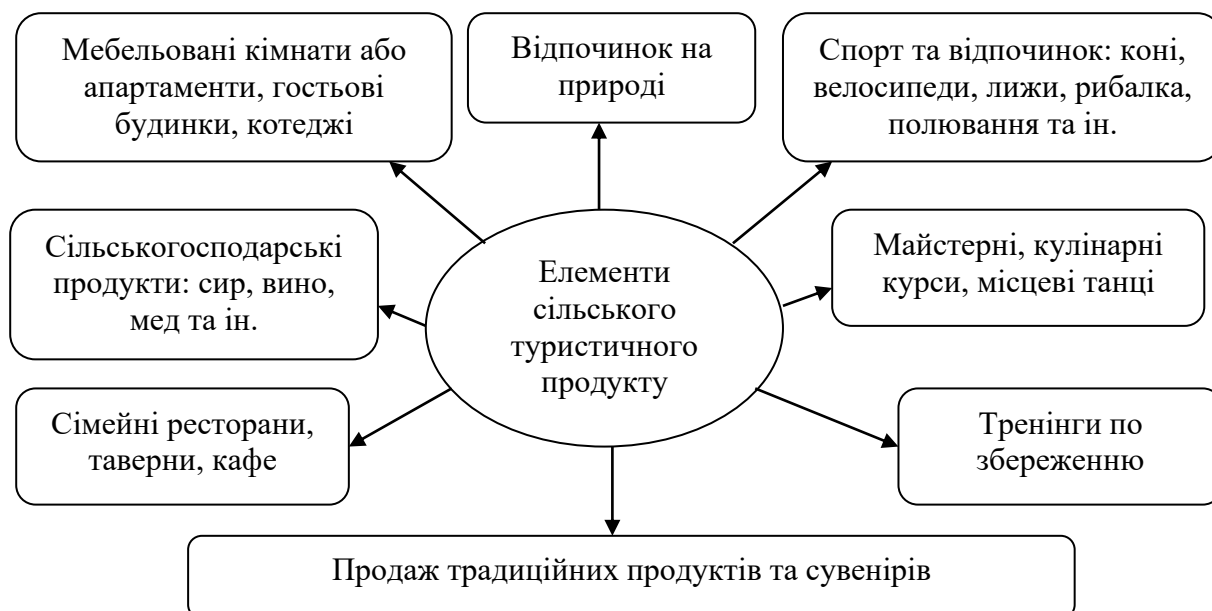 Мебельовані кімнати або
апартаменти, гостьові
будинки, котеджі
Відпочинок на
природі
Спорт та відпочинок: коні,
велосипеди, лижи, рибалка,
полювання та ін.
Сільськогосподарські
продукти: сир, вино,
мед та ін.
Елементи
сільського
туристичного
продукту
Майстерні, кулінарні
курси, місцеві танці
Сімейні ресторани,
таверни, кафе
Тренінги по
збереженню
Продаж традиційних продуктів та сувенірів